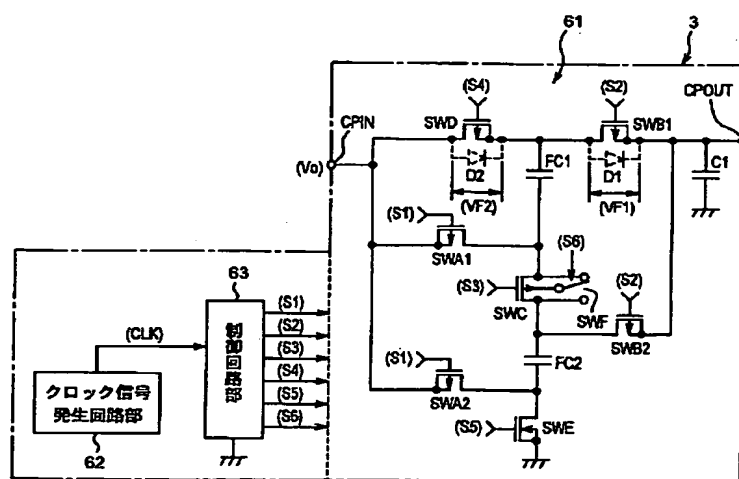 61
3
CPOUT
(S4)
(S2)
CPIN
SWD
SWB1
(Vo)
D2
FC1
D1
C1
(VF2)
(VF1)
(S1)
SWA1
(S6)
(S3)
SWC
SWF
(S2)
63
(S1)
(S2)
(S3)
(S4)
(S5)
(S6)
制御回路部
(CLK)
クロック信号
発生回路部
62
(S1)
SWA2
FC2
SWB2
(S5)
SWE